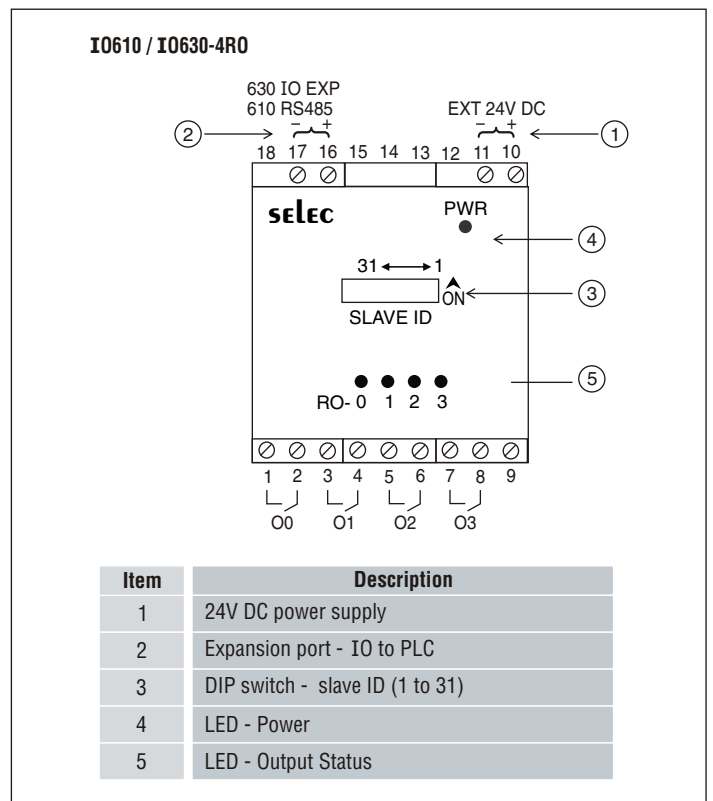 IO610 / IO630-4RO
630 IO EXP
610 RS485
EXT 24V DC
− +
− +
2
1
18 17 16 15 14 13 12 11 10
selec
PWR
4
31 1
ON
3
SLAVE ID
5
RO- 0 1 2 3
1 2 3 4 5 6 7 8 9
O0 O1 O2 O3
Item Description
1 24V DC power supply
2 Expansion port - IO to PLC
3 DIP switch - slave ID (1 to 31)
4 LED - Power
5 LED - Output Status